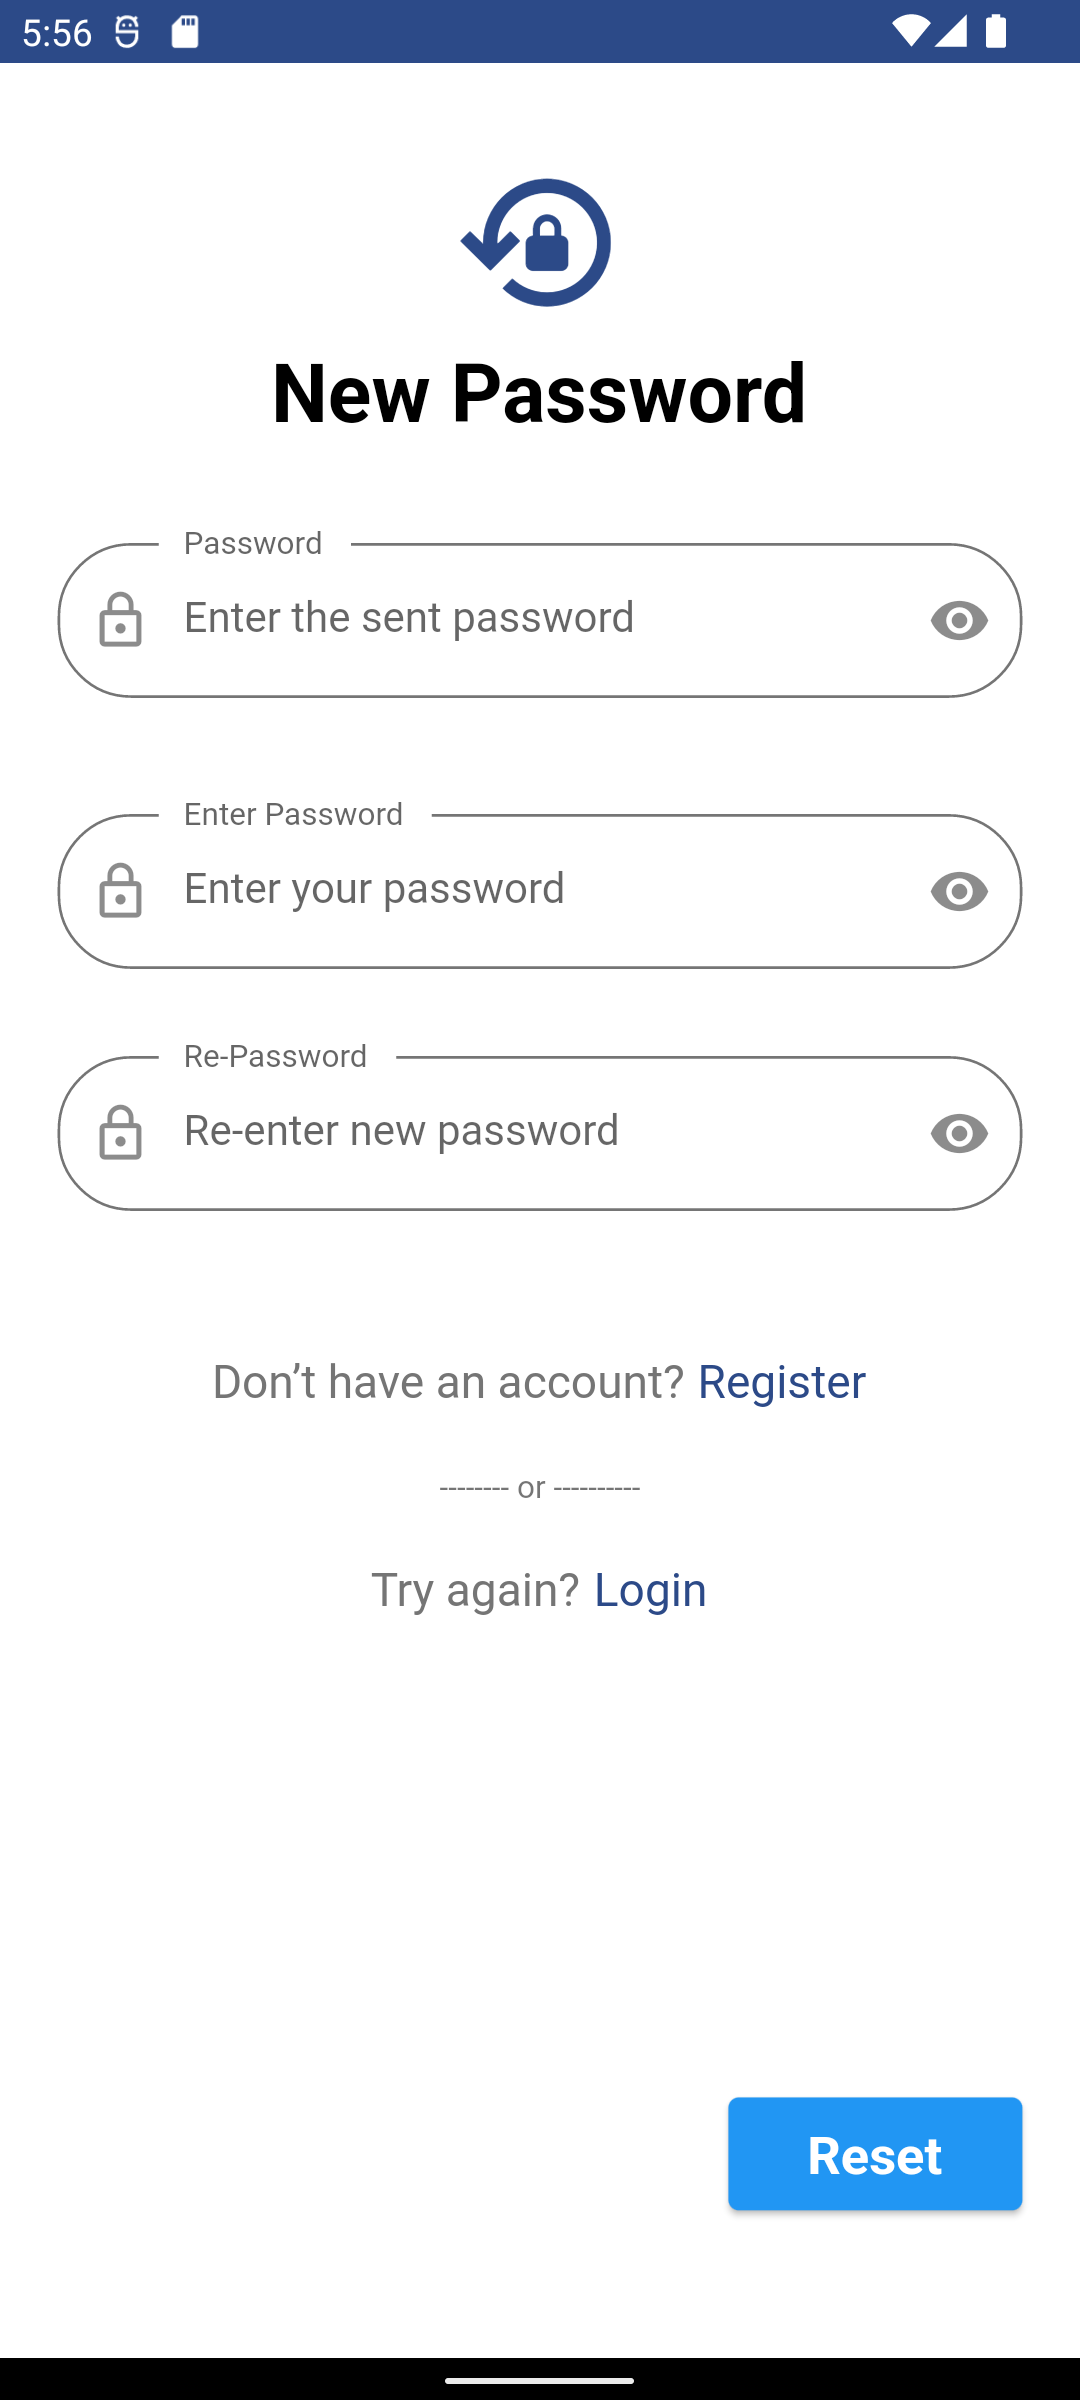 5:56
New Password
Password
Enter the sent password
Enter Password
Enter your password
Re-Password
Re-enter new password
Don’t have an account? Register
-------- or ----------
Try again? Login
Reset